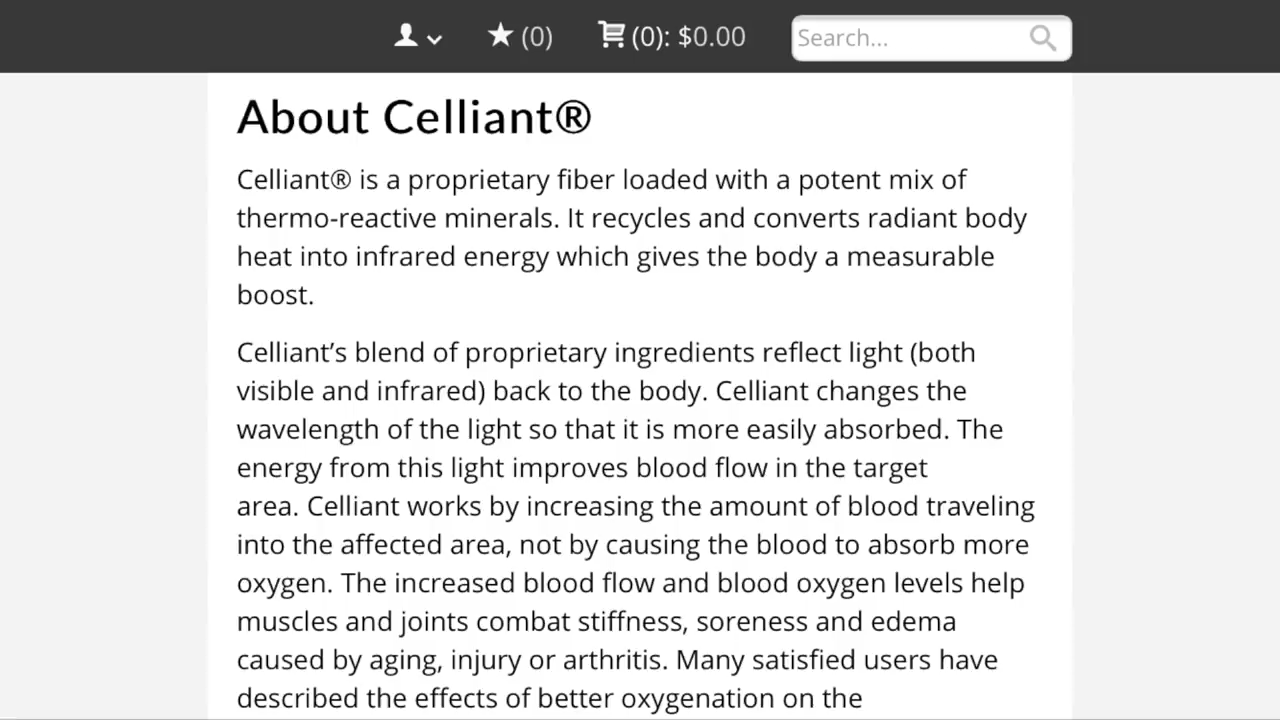 (0)
(0): $0.00
Search...
About Celliant®
Celliant® is a proprietary fiber loaded with a potent mix of
thermo-reactive minerals. It recycles and converts radiant body
heat into infrared energy which gives the body a measurable
boost.
Celliant’s blend of proprietary ingredients reflect light (both
visible and infrared) back to the body. Celliant changes the
wavelength of the light so that it is more easily absorbed. The
energy from this light improves blood flow in the target
area. Celliant works by increasing the amount of blood traveling
into the affected area, not by causing the blood to absorb more
oxygen. The increased blood flow and blood oxygen levels help
muscles and joints combat stiffness, soreness and edema
caused by aging, injury or arthritis. Many satisfied users have
described the effects of better oxygenation on the